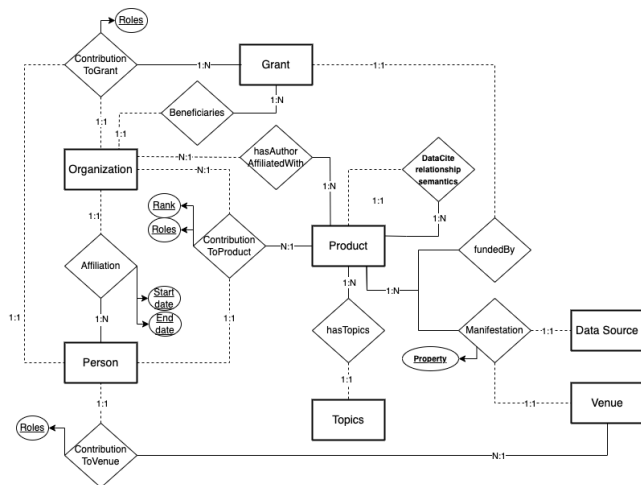 Roles
Contribution
ToGrant
1:N
Grant
1:1
1:N
Beneficiaries
1:1
1:1
Organization
N:1
hasAuthor
AffiliatedWith
DataCite
relationship
semantics
N:1
1:1
1:1
Rank
1:N
1:N
Roles
Contribution
ToProduct
N:1
Product
fundedBy
Affiliation
Start
date
1:N
1:N
End
date
1:N
1:1
1:1
hasTopics
Manifestation
1:1
Data Source
Person
Property
1:1
1:1
1:1
Roles
Topics
Venue
Contribution
ToVenue
N:1